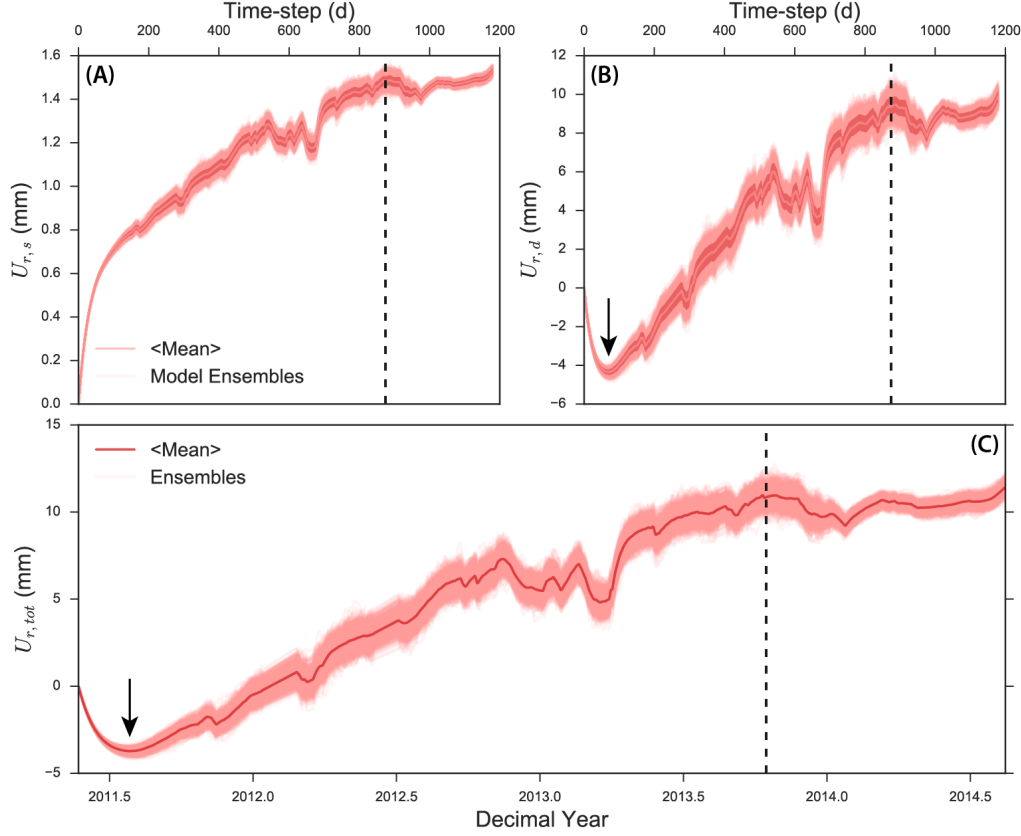 Time-step (d)
0 200 400 600 800 1000 1200
(A)
1.6
1.4
1.2
1.0
0.8
0.6
0.4
0.2
0.0
U_{r, s} (mm)
<Mean>
Model Ensembles
Time-step (d)
0 200 400 600 800 1000 1200
(B)
12
10
8
6
4
2
0
−2
−4
−6
U_{r, d} (mm)
(C)
15
10
5
0
−5
U_{r, tot} (mm)
<Mean>
Ensembles
2011.5 2012.0 2012.5 2013.0 2013.5 2014.0 2014.5
Decimal Year